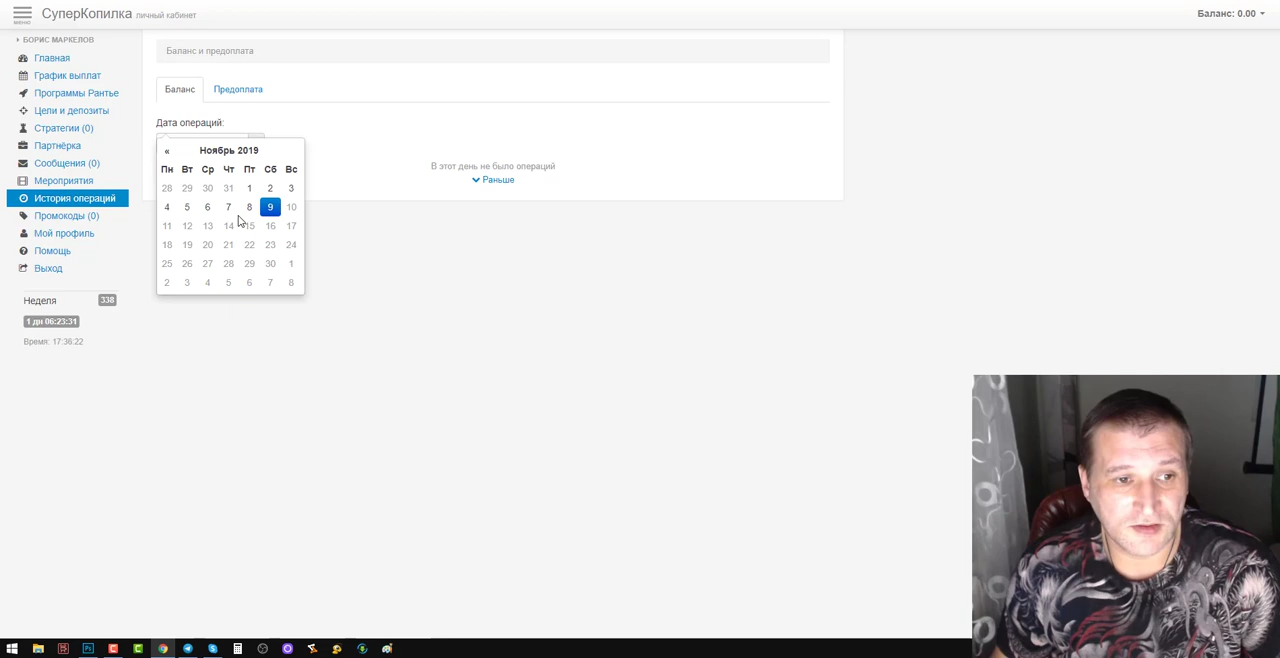 СуперКопилка личный кабинет
Баланс: 0.00
меню
БОРИС МАРКЕЛОВ
Главная
График выплат
Программы Рантье
Цели и депозиты
Стратегии (0)
Партнёрка
Сообщения (0)
Мероприятия
История операций
Промокоды (0)
Мой профиль
Помощь
Выход
Неделя 338
1 дн 06:23:31
Время: 17:36:22
Баланс и предоплата
Баланс Предоплата
Дата операций:
« Ноябрь 2019
Пн Вт Ср Чт Пт Сб Вс
28 29 30 31 1 2 3
4 5 6 7 8 9 10
11 12 13 14 15 16 17
18 19 20 21 22 23 24
25 26 27 28 29 30 1
2 3 4 5 6 7 8
В этот день не было операций
Раньше